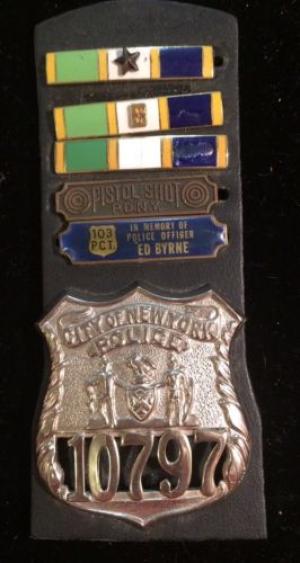 PISTOL SHOT
P.D.N.Y.
103
PCT.
IN MEMORY OF
POLICE OFFICER
ED BYRNE
CITY OF NEW YORK
POLICE
10797